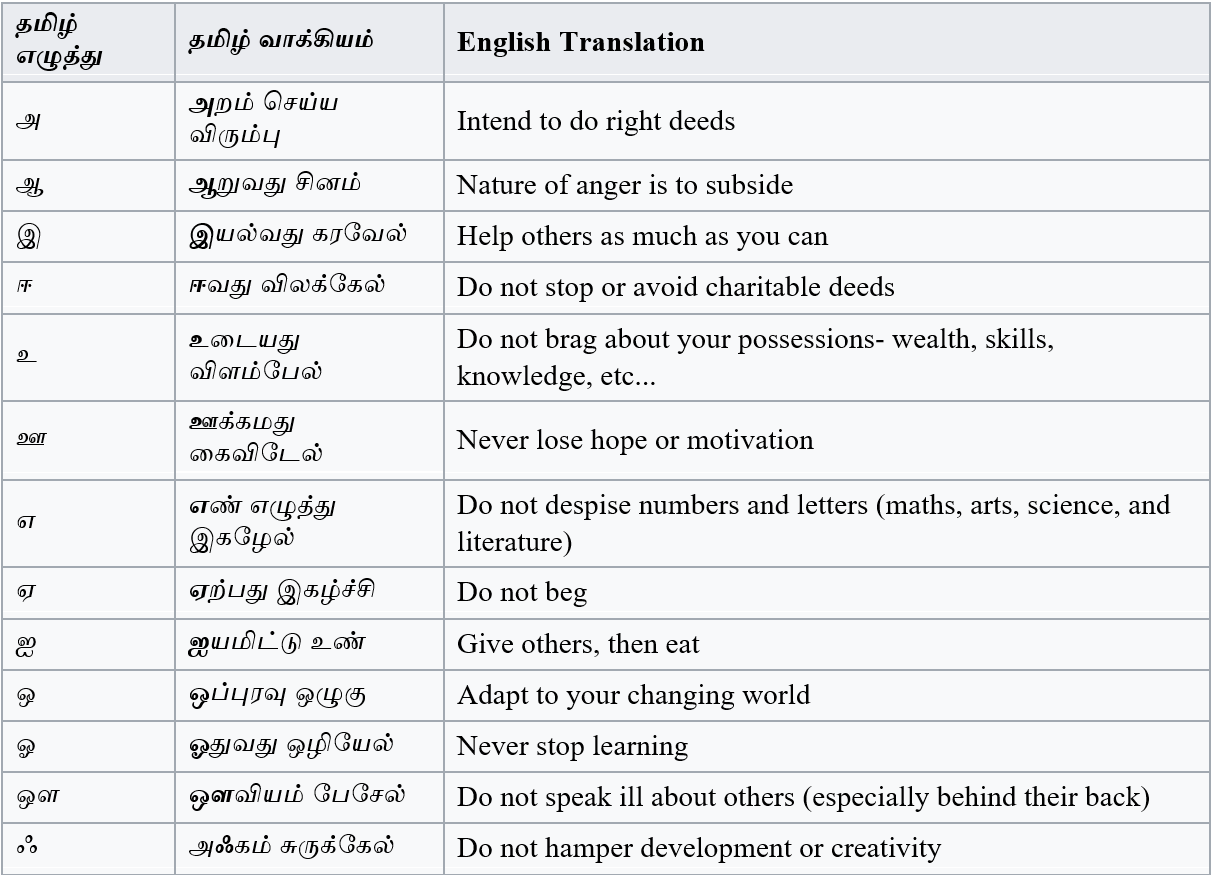 தமிழ் எழுத்து தமிழ் வாக்கியம் English Translation
அ அறம் செய்ய விரும்பு Intend to do right deeds
ஆ ஆறுவது சினம் Nature of anger is to subside
இ இயல்வது கரவேல் Help others as much as you can
ஈ ஈவது விலக்கேல் Do not stop or avoid charitable deeds
உ உடையது விளம்பேல் Do not brag about your possessions- wealth, skills, knowledge, etc...
ஊ ஊக்கமது கைவிடேல் Never lose hope or motivation
எ எண் எழுத்து இகழேல் Do not despise numbers and letters (maths, arts, science, and literature)
ஏ ஏற்பது இகழ்ச்சி Do not beg
ஐ ஐயமிட்டு உண் Give others, then eat
ஒ ஒப்புரவு ஒழுகு Adapt to your changing world
ஓ ஓதுவது ஒழியேல் Never stop learning
ஔ ஔவியம் பேசேல் Do not speak ill about others (especially behind their back)
ஃ அஃகம் சுருக்கேல் Do not hamper development or creativity